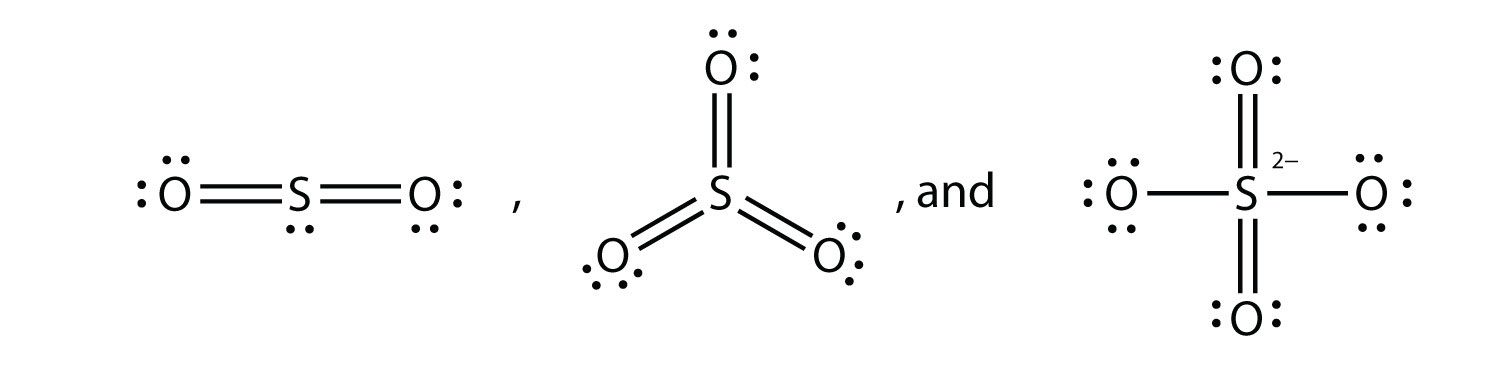 O S O , O S O O , and O O S 2– O O